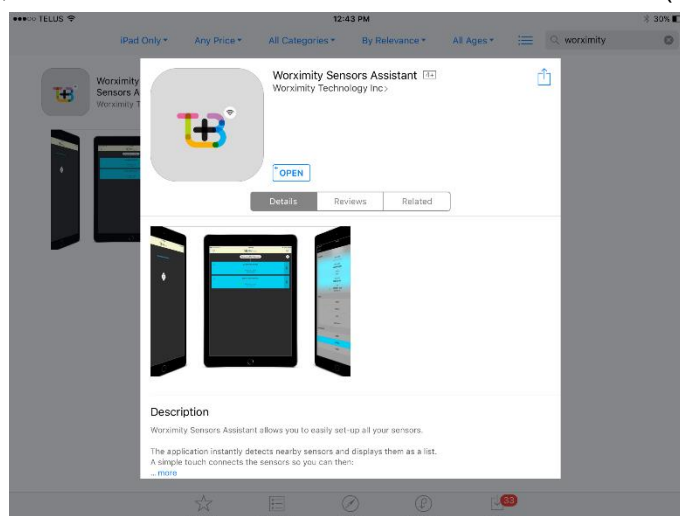 TELUS
12:43 PM
30%
iPad Only
Any Price
All Categories
By Relevance
All Ages
worximity
Worximity
Sensors A
Worximity T
Worximity Sensors Assistant 4+
Worximity Technology Inc>
OPEN
Details
Reviews
Related
Description
Worximity Sensors Assistant allows you to easily set-up all your sensors.
The application instantly detects nearby sensors and displays them as a list.
A simple touch connects the sensors so you can then:
...more
33